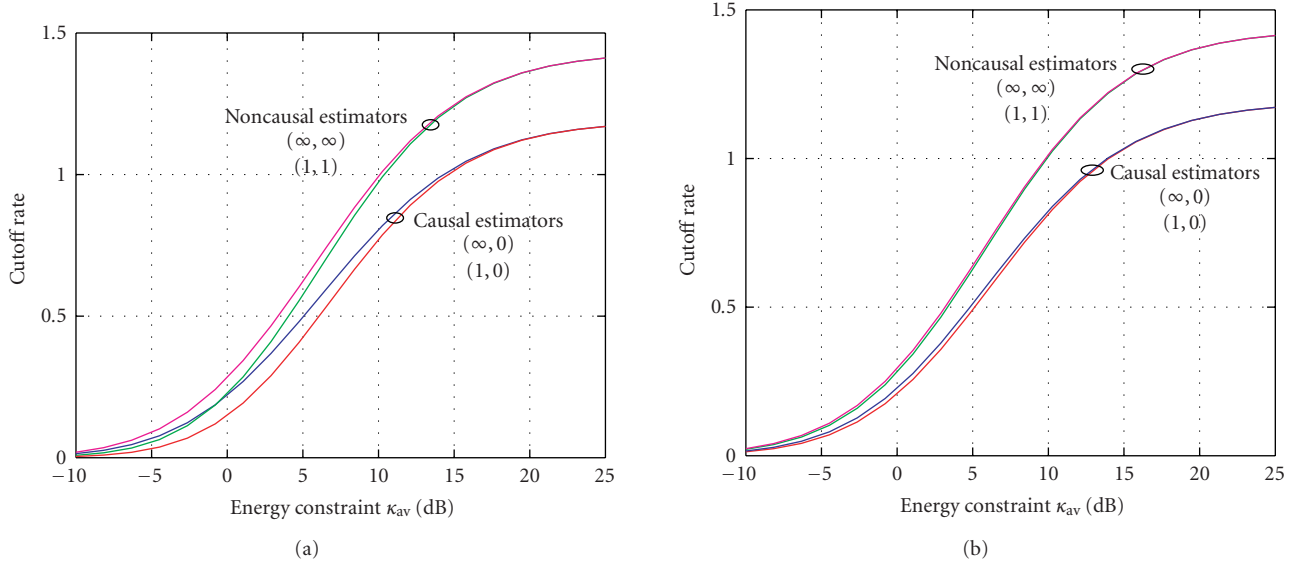 1.5
1
0.5
0
Cutoff rate
Noncausal estimators
(∞, ∞)
(1, 1)
Causal estimators
(∞, 0)
(1, 0)
−10 −5 0 5 10 15 20 25
Energy constraint κav (dB)
(a)
1.5
1
0.5
0
Cutoff rate
Noncausal estimators
(∞, ∞)
(1, 1)
Causal estimators
(∞, 0)
(1, 0)
−10 −5 0 5 10 15 20 25
Energy constraint κav (dB)
(b)